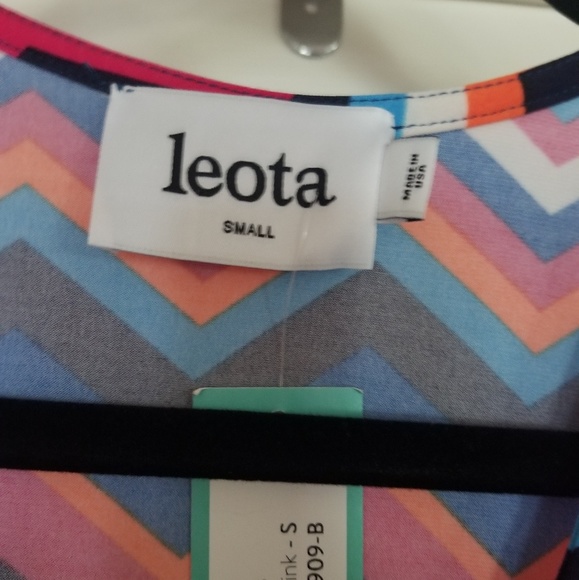 leota
SMALL
MADE IN
USA
ink - S
909-B